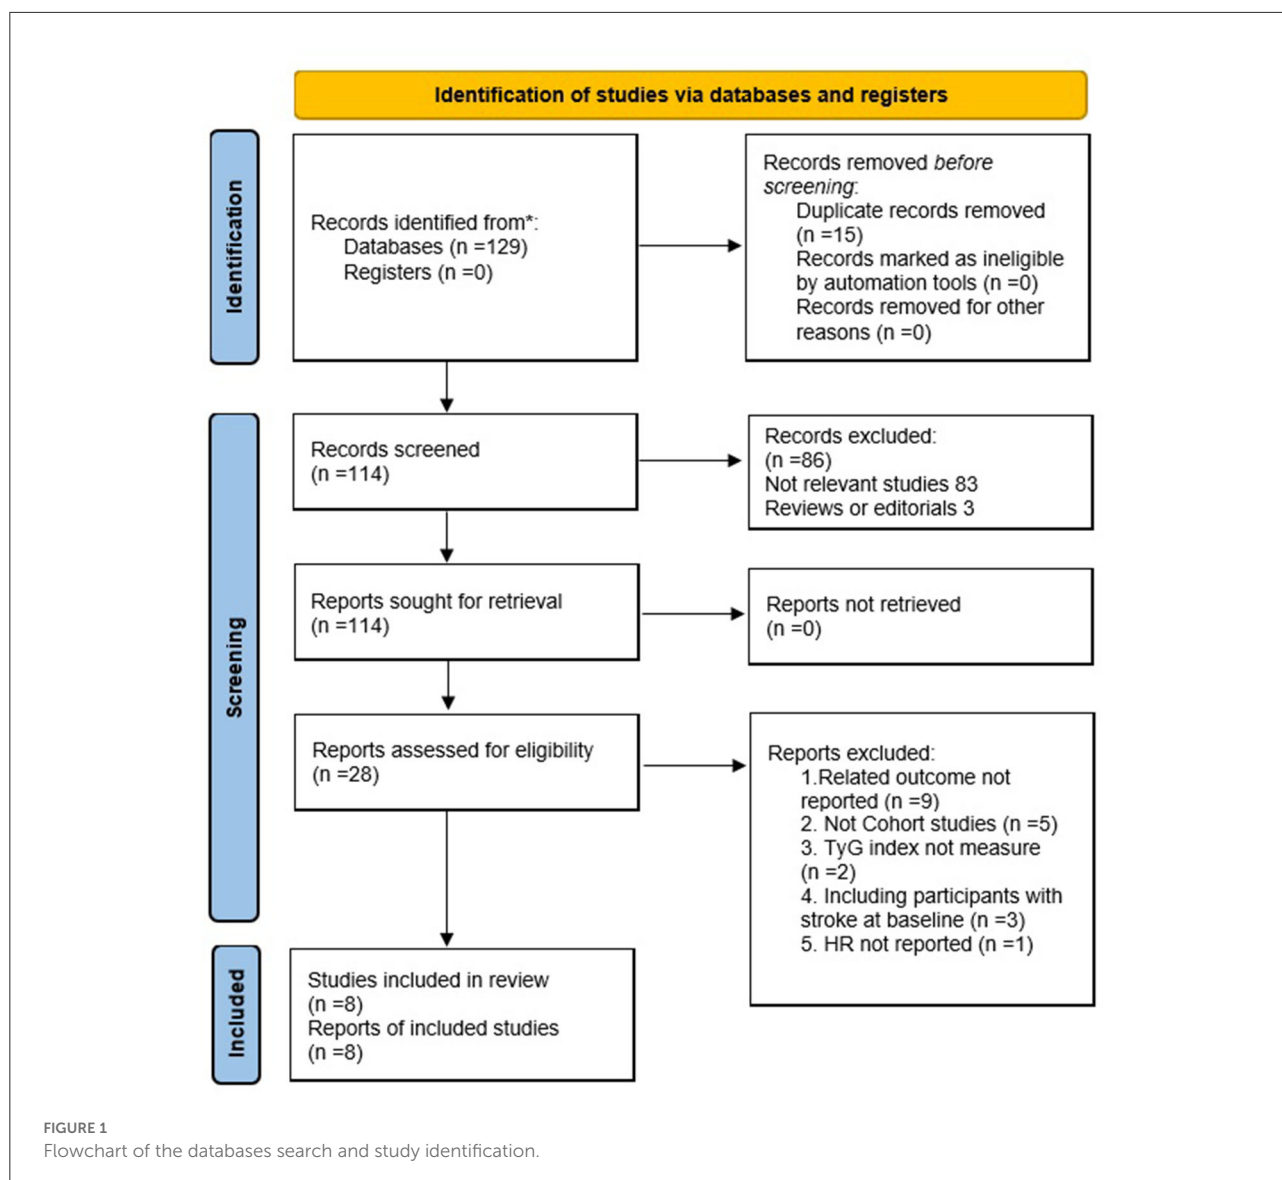 Identification of studies via databases and registers
Identification
Records identified from*:
Databases (n =129)
Registers (n =0)
Records removed before
screening:
Duplicate records removed
(n =15)
Records marked as ineligible
by automation tools (n =0)
Records removed for other
reasons (n =0)
Screening
Records screened
(n =114)
Records excluded:
(n =86)
Not relevant studies 83
Reviews or editorials 3
Reports sought for retrieval
(n =114)
Reports not retrieved
(n =0)
Reports assessed for eligibility
(n =28)
Reports excluded:
1.Related outcome not
reported (n =9)
2. Not Cohort studies (n =5)
3. TyG index not measure
(n =2)
4. Including participants with
stroke at baseline (n =3)
5. HR not reported (n =1)
Included
Studies included in review
(n =8)
Reports of included studies
(n =8)
FIGURE 1
Flowchart of the databases search and study identification.